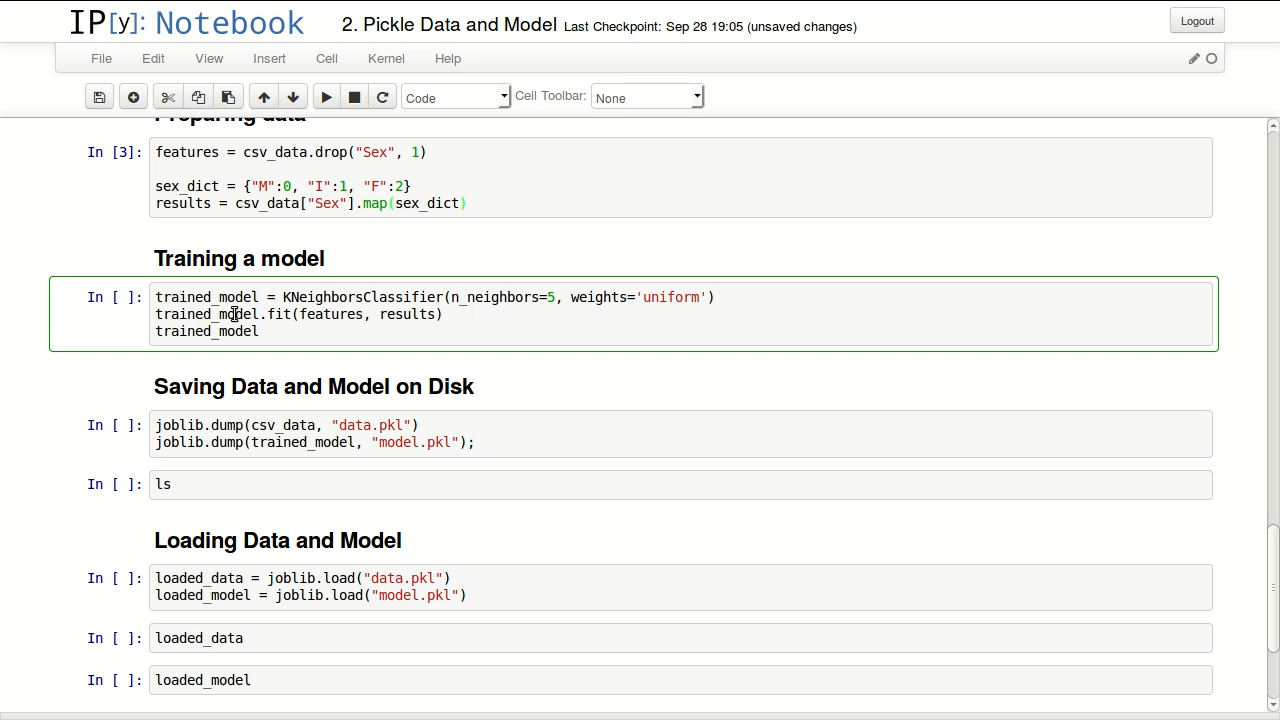 IP[y]: Notebook 2. Pickle Data and Model Last Checkpoint: Sep 28 19:05 (unsaved changes) Logout
File Edit View Insert Cell Kernel Help
Code Cell Toolbar: None
Preparing data
In [3]: features = csv_data.drop("Sex", 1)
sex_dict = {"M":0, "I":1, "F":2}
results = csv_data["Sex"].map(sex_dict)
Training a model
In [ ]: trained_model = KNeighborsClassifier(n_neighbors=5, weights='uniform')
trained_model.fit(features, results)
trained_model
Saving Data and Model on Disk
In [ ]: joblib.dump(csv_data, "data.pkl")
joblib.dump(trained_model, "model.pkl");
In [ ]: ls
Loading Data and Model
In [ ]: loaded_data = joblib.load("data.pkl")
loaded_model = joblib.load("model.pkl")
In [ ]: loaded_data
In [ ]: loaded_model